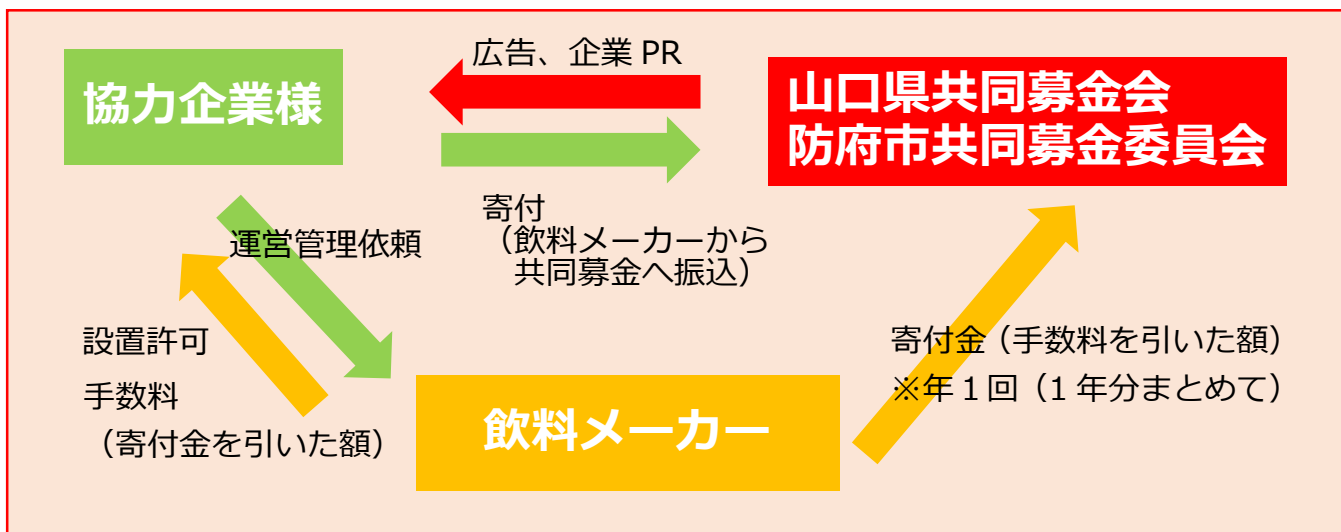 広告、企業 PR
協力企業様
山口県共同募金会
防府市共同募金委員会
寄付
（飲料メーカーから
共同募金へ振込）
運営管理依頼
設置許可
手数料
（寄付金を引いた額）
寄付金（手数料を引いた額）
※年１回（1 年分まとめて）
飲料メーカー